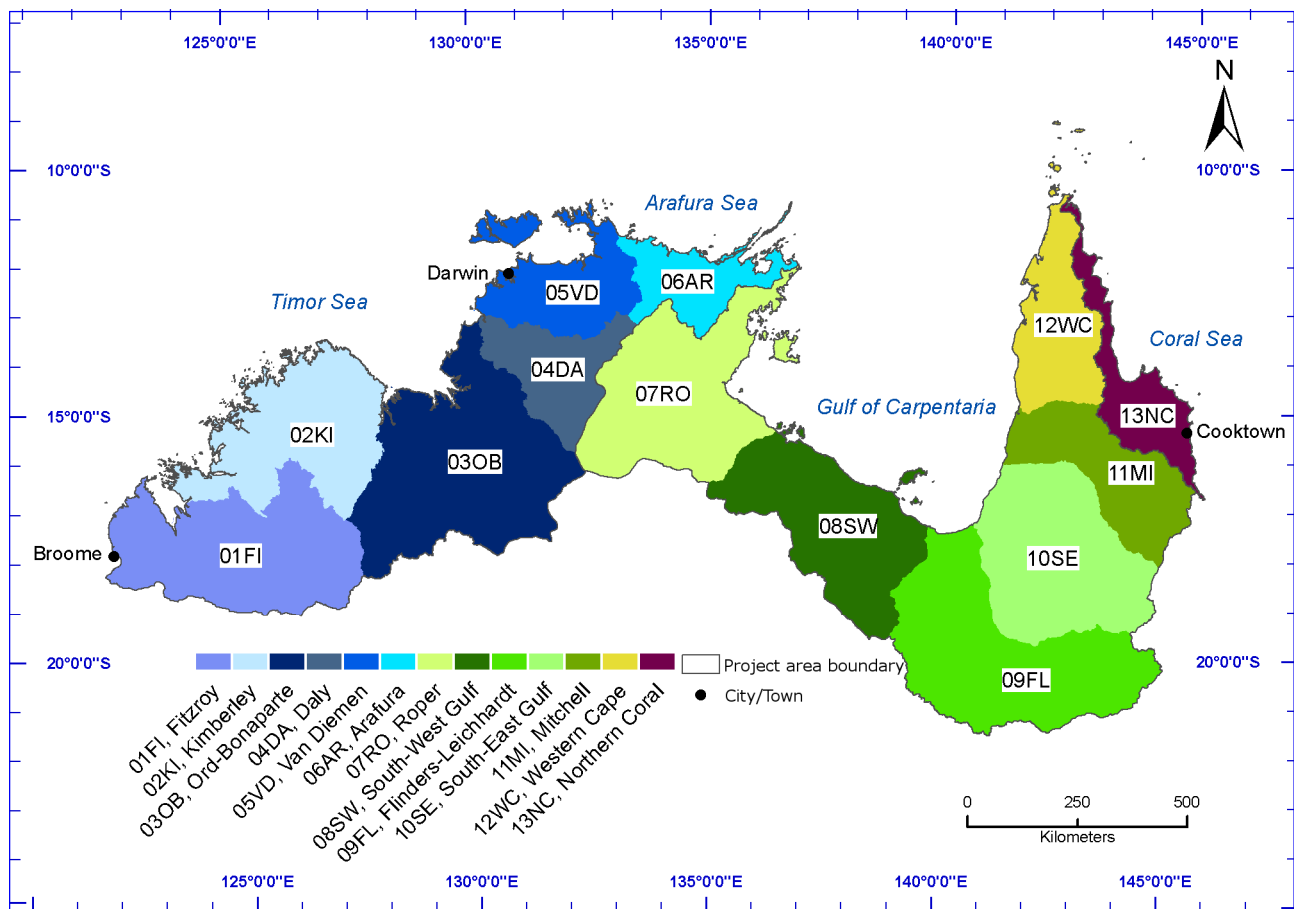 125°0'0"E 130°0'0"E 135°0'0"E 140°0'0"E 145°0'0"E
N
10°0'0"S 10°0'0"S
Arafura Sea
Darwin
06AR
05VD
Timor Sea
12WC
Coral Sea
04DA
07RO
Gulf of Carpentaria
13NC
15°0'0"S
Cooktown
02KI
03OB
11MI
08SW
Broome
01FI
10SE
20°0'0"S 20°0'0"S
Project area boundary
09FL
City/Town
01FI, Fitzroy
02KI, Kimberley
03OB, Ord-Bonaparte
04DA, Daly
05VD, Van Diemen
06AR, Arafura
07RO, Roper
08SW, South-West Gulf
09FL, Flinders-Leichhardt
10SE, South-East Gulf
11MI, Mitchell
12WC, Western Cape
13NC, Northern Coral
0 250 500
Kilometers
125°0'0"E 130°0'0"E 135°0'0"E 140°0'0"E 145°0'0"E